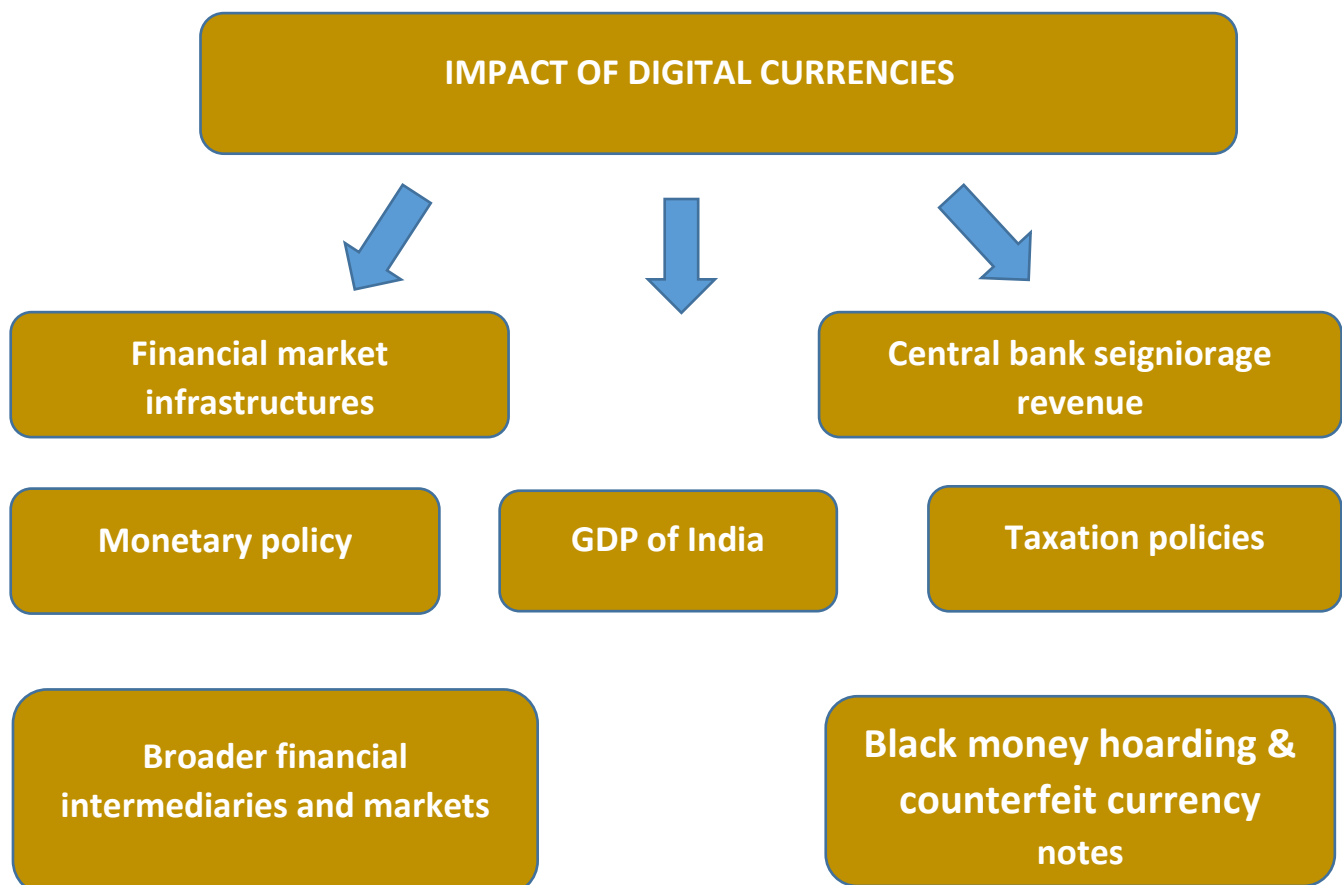 IMPACT OF DIGITAL CURRENCIES
Financial market
infrastructures
Central bank seigniorage
revenue
Monetary policy
GDP of India
Taxation policies
Broader financial
intermediaries and markets
Black money hoarding &
counterfeit currency
notes